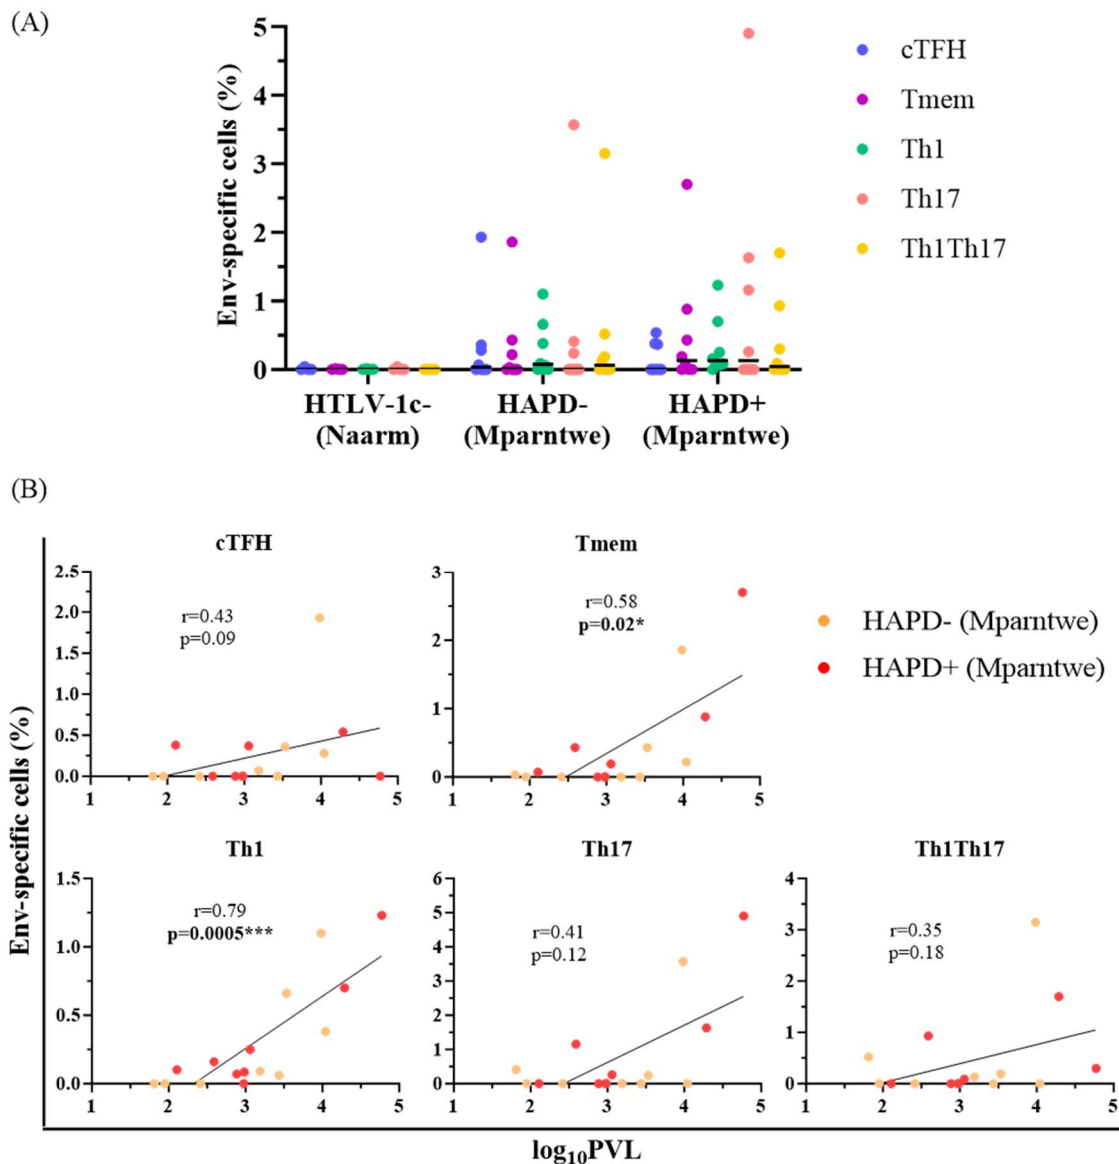 (A)
5
4
3
2
1
0
Env-specific cells (%)
HTLV-1c-
(Naarm)
HAPD-
(Mparntwe)
HAPD+
(Mparntwe)
cTFH
Tmem
Th1
Th17
Th1Th17
(B)
Env-specific cells (%)
cTFH
2.5
2.0
1.5
1.0
0.5
0.0
r=0.43
p=0.09
1 2 3 4 5
Tmem
3
2
1
0
r=0.58
p=0.02*
1 2 3 4 5
HAPD- (Mparntwe)
HAPD+ (Mparntwe)
Th1
1.5
1.0
0.5
0.0
r=0.79
p=0.0005***
1 2 3 4 5
Th17
6
5
4
3
2
1
0
r=0.41
p=0.12
1 2 3 4 5
Th1Th17
4
3
2
1
0
r=0.35
p=0.18
1 2 3 4 5
log10PVL